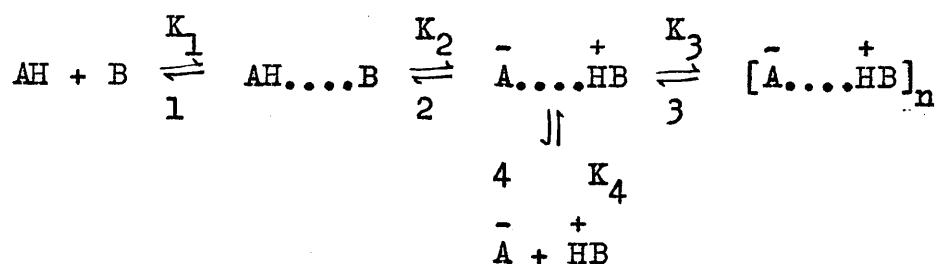 K1 K2 - + K3 - +
AH + B ⇌ AH....B ⇌ A....HB ⇌ [A....HB]n
1 2 ⇌ 3
4 K4
- +
A + HB